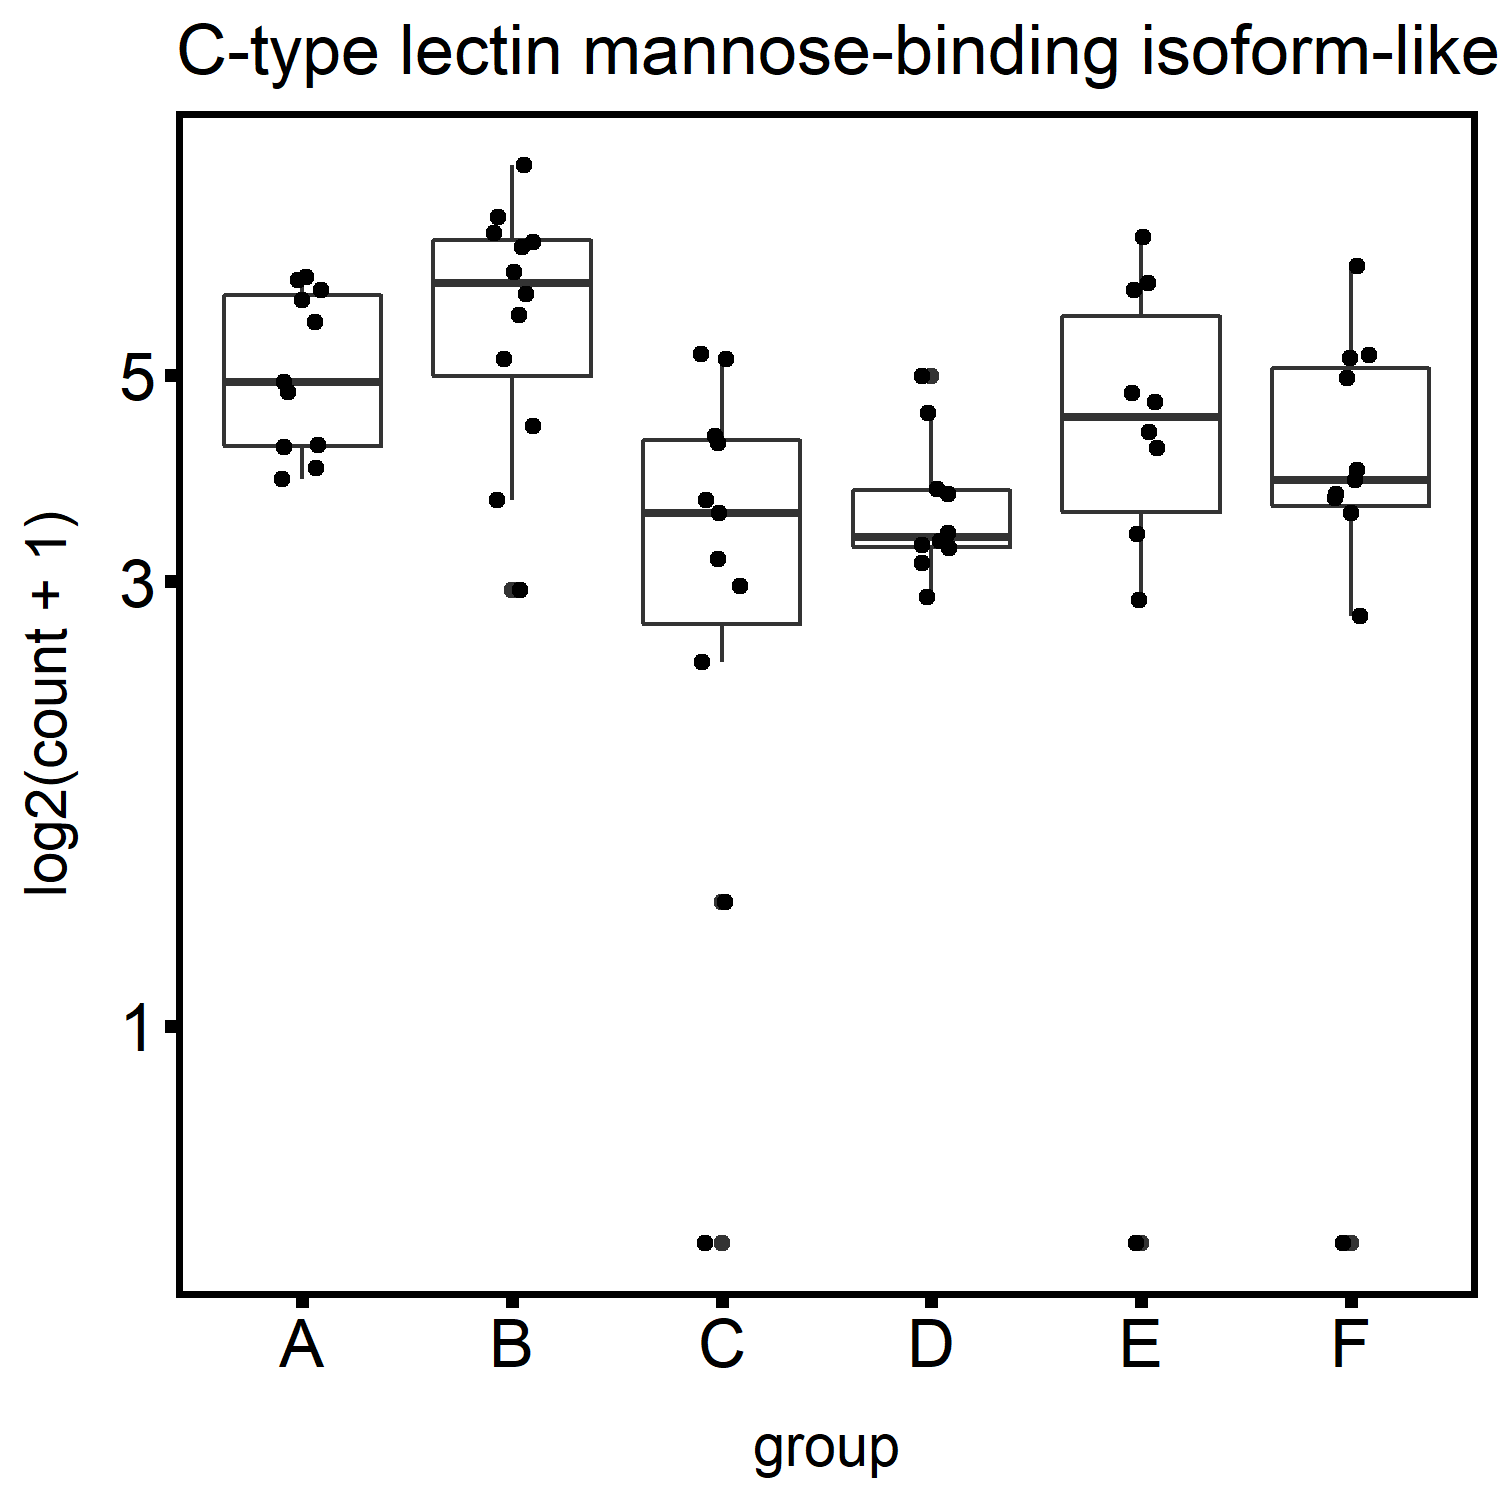 C-type lectin mannose-binding isoform-like
log2(count + 1)
5
3
1
A B C D E F
group